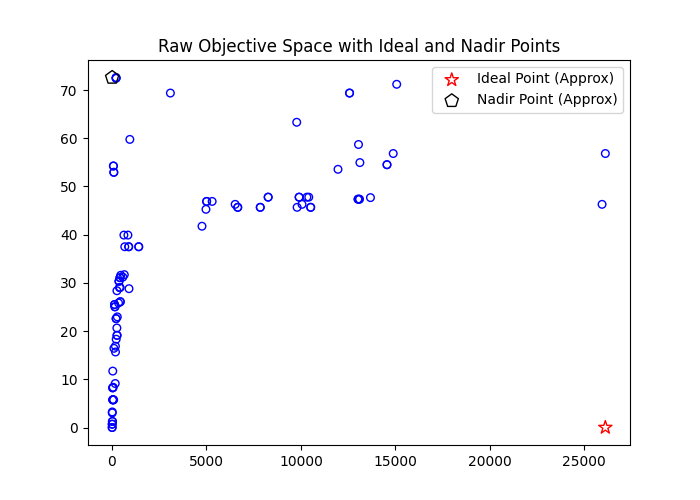 Raw Objective Space with Ideal and Nadir Points
Ideal Point (Approx)
Nadir Point (Approx)
70
60
50
40
30
20
10
0
0 5000 10000 15000 20000 25000